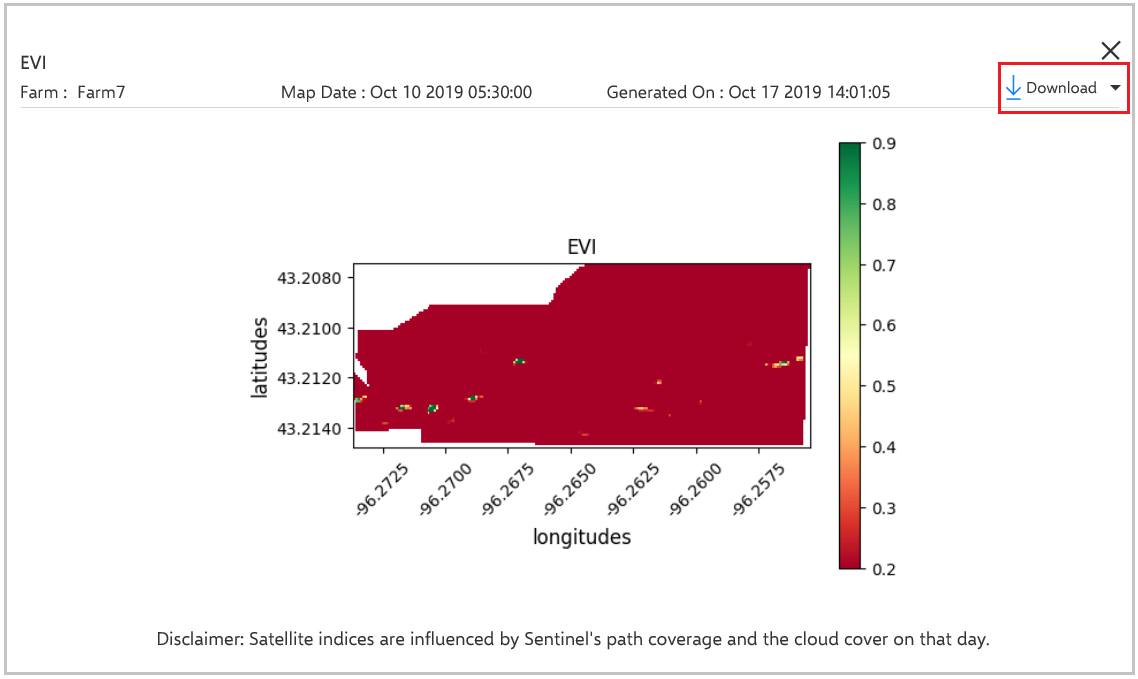 EVI
Farm : Farm7 Map Date : Oct 10 2019 05:30:00 Generated On : Oct 17 2019 14:01:05 Download
EVI
0.9
0.8
0.7
0.6
0.5
0.4
0.3
0.2
latitudes
43.2080
43.2100
43.2120
43.2140
-96.2725 -96.2700 -96.2675 -96.2650 -96.2625 -96.2600 -96.2575
longitudes
Disclaimer: Satellite indices are influenced by Sentinel's path coverage and the cloud cover on that day.